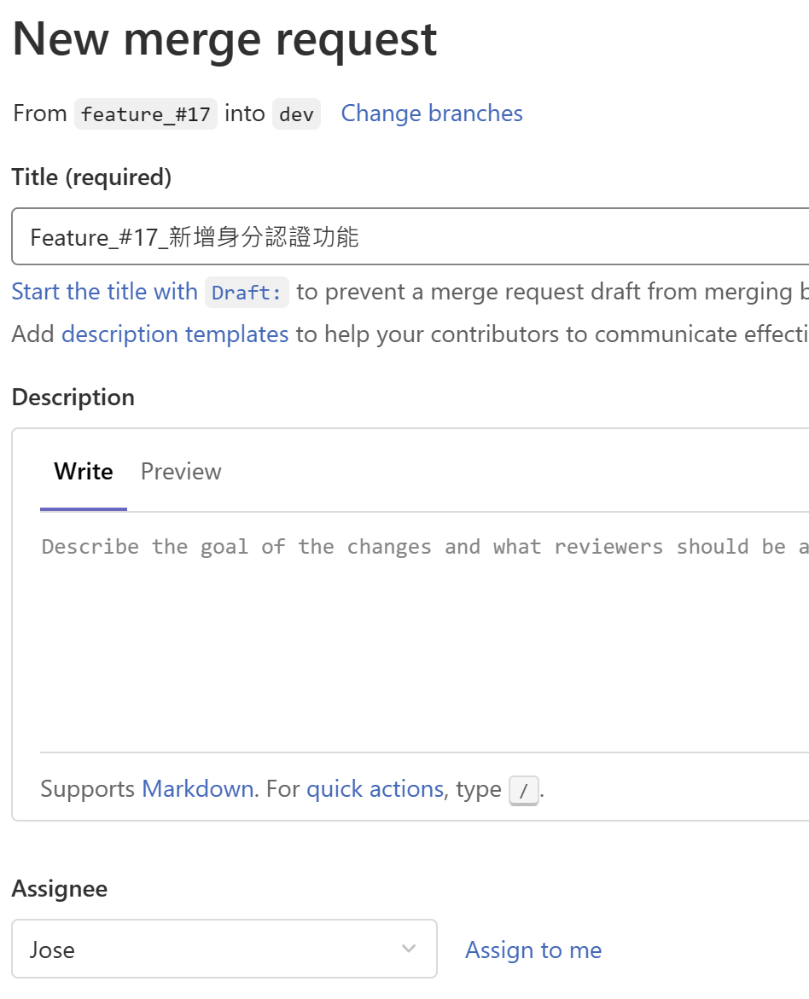 New merge request
From feature_#17 into dev Change branches
Title (required)
Feature_#17_新增身分認證功能
Start the title with Draft: to prevent a merge request draft from merging
Add description templates to help your contributors to communicate
Description
Write Preview
Describe the goal of the changes and what reviewers should be
Supports Markdown. For quick actions, type /.
Assignee
Jose Assign to me